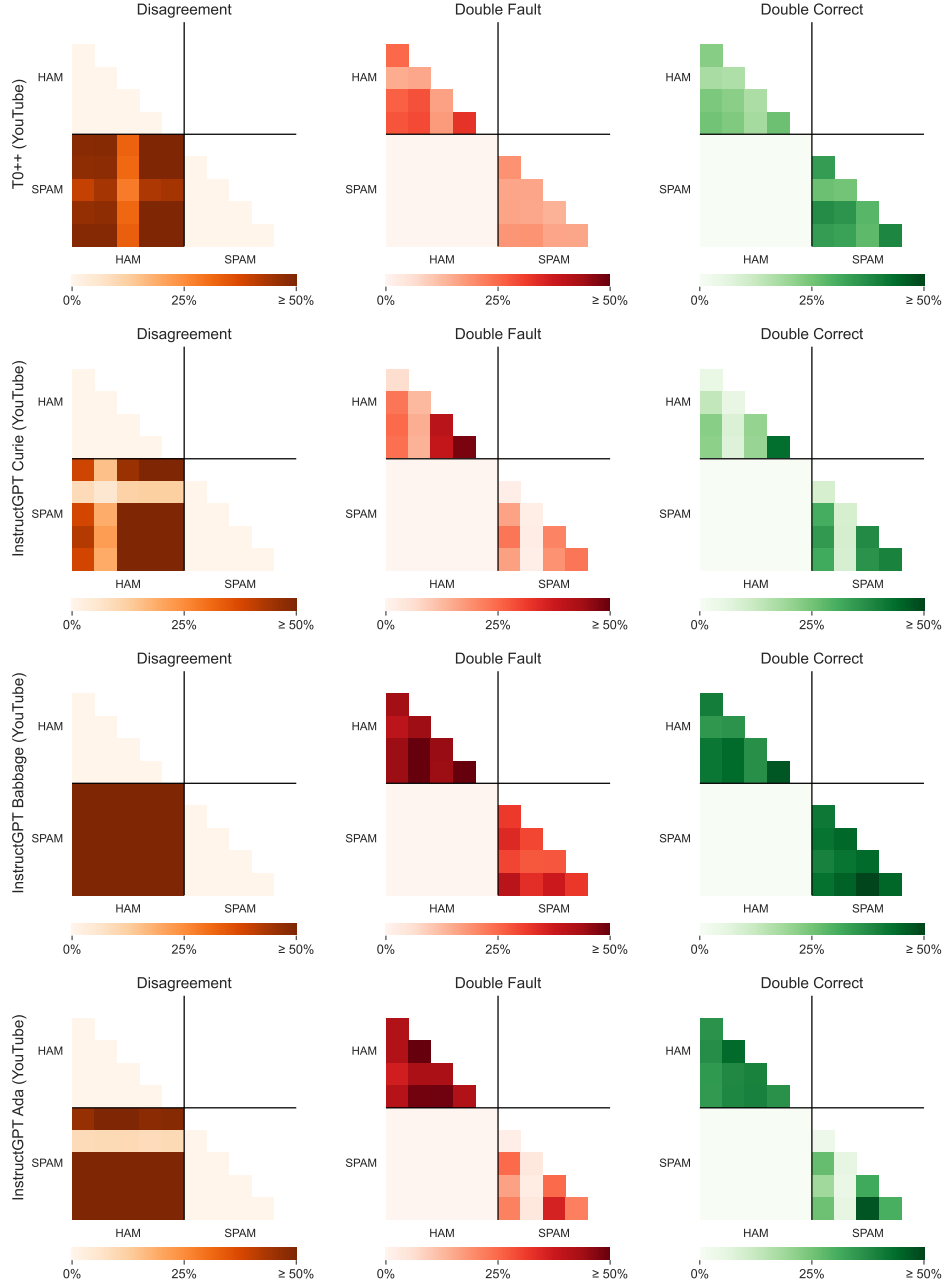 Disagreement Double Fault Double Correct
T0++ (YouTube)
HAM HAM HAM
SPAM SPAM SPAM
HAM SPAM HAM SPAM HAM SPAM
0% 25% ≥ 50% 0% 25% ≥ 50% 0% 25% ≥ 50%
Disagreement Double Fault Double Correct
InstructGPT Curie (YouTube)
HAM HAM HAM
SPAM SPAM SPAM
HAM SPAM HAM SPAM HAM SPAM
0% 25% ≥ 50% 0% 25% ≥ 50% 0% 25% ≥ 50%
Disagreement Double Fault Double Correct
InstructGPT Babbage (YouTube)
HAM HAM HAM
SPAM SPAM SPAM
HAM SPAM HAM SPAM HAM SPAM
0% 25% ≥ 50% 0% 25% ≥ 50% 0% 25% ≥ 50%
Disagreement Double Fault Double Correct
InstructGPT Ada (YouTube)
HAM HAM HAM
SPAM SPAM SPAM
HAM SPAM HAM SPAM HAM SPAM
0% 25% ≥ 50% 0% 25% ≥ 50% 0% 25% ≥ 50%